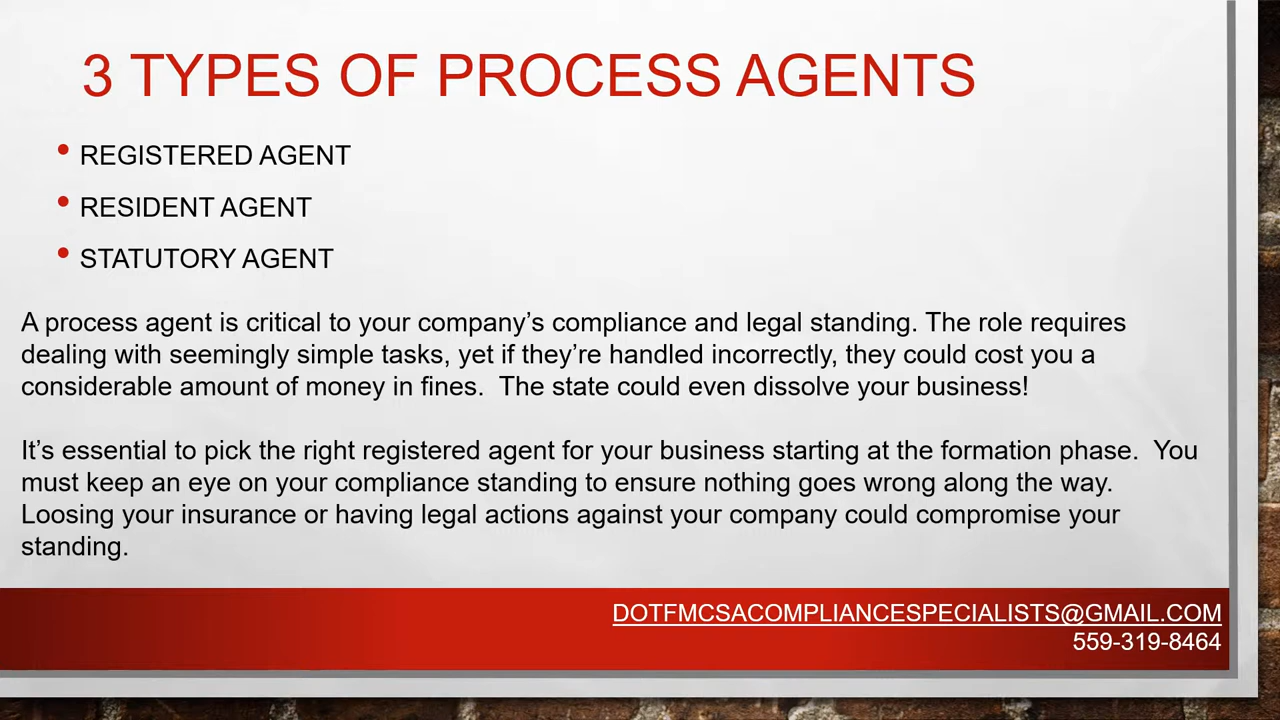 3 TYPES OF PROCESS AGENTS
• REGISTERED AGENT
• RESIDENT AGENT
• STATUTORY AGENT
A process agent is critical to your company’s compliance and legal standing. The role requires
dealing with seemingly simple tasks, yet if they’re handled incorrectly, they could cost you a
considerable amount of money in fines.  The state could even dissolve your business!
It’s essential to pick the right registered agent for your business starting at the formation phase.  You
must keep an eye on your compliance standing to ensure nothing goes wrong along the way.
Loosing your insurance or having legal actions against your company could compromise your
standing.
DOTFMCSACOMPLIANCESPECIALISTS@GMAIL.COM
559-319-8464